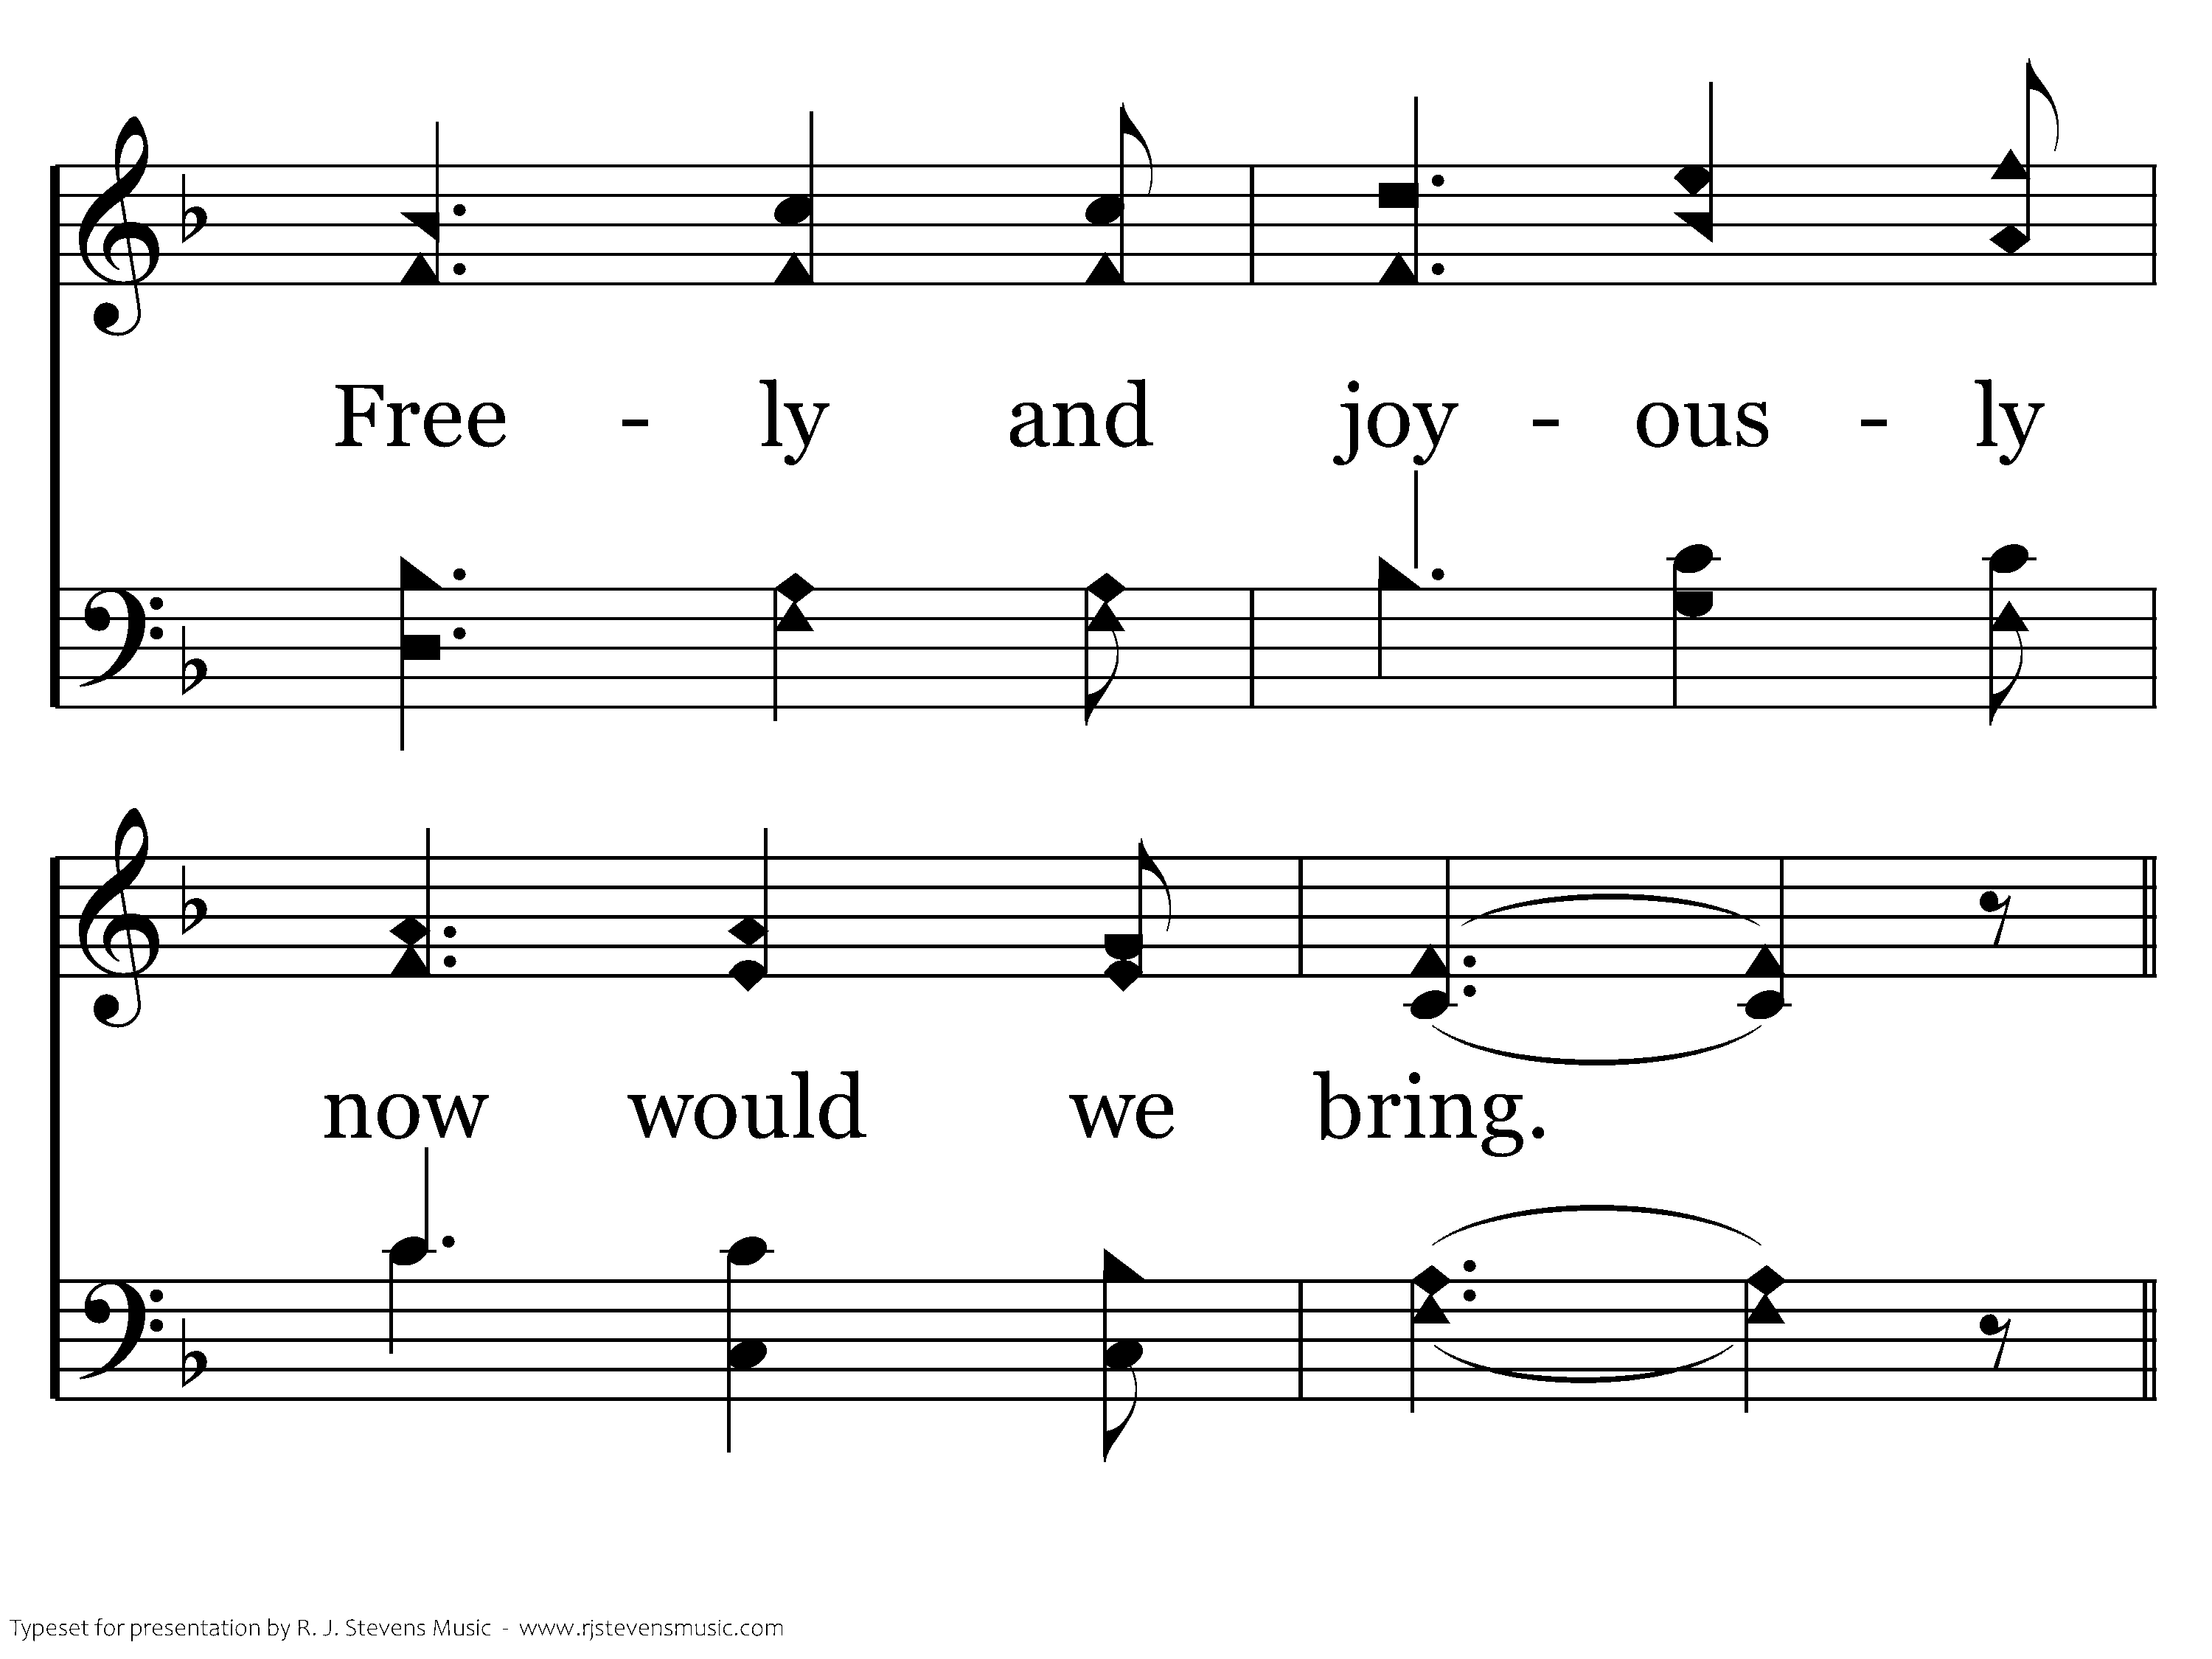 Free - ly and joy - ous - ly
now would we bring.
Typeset for presentation by R. J. Stevens Music - www.rjstevensmusic.com